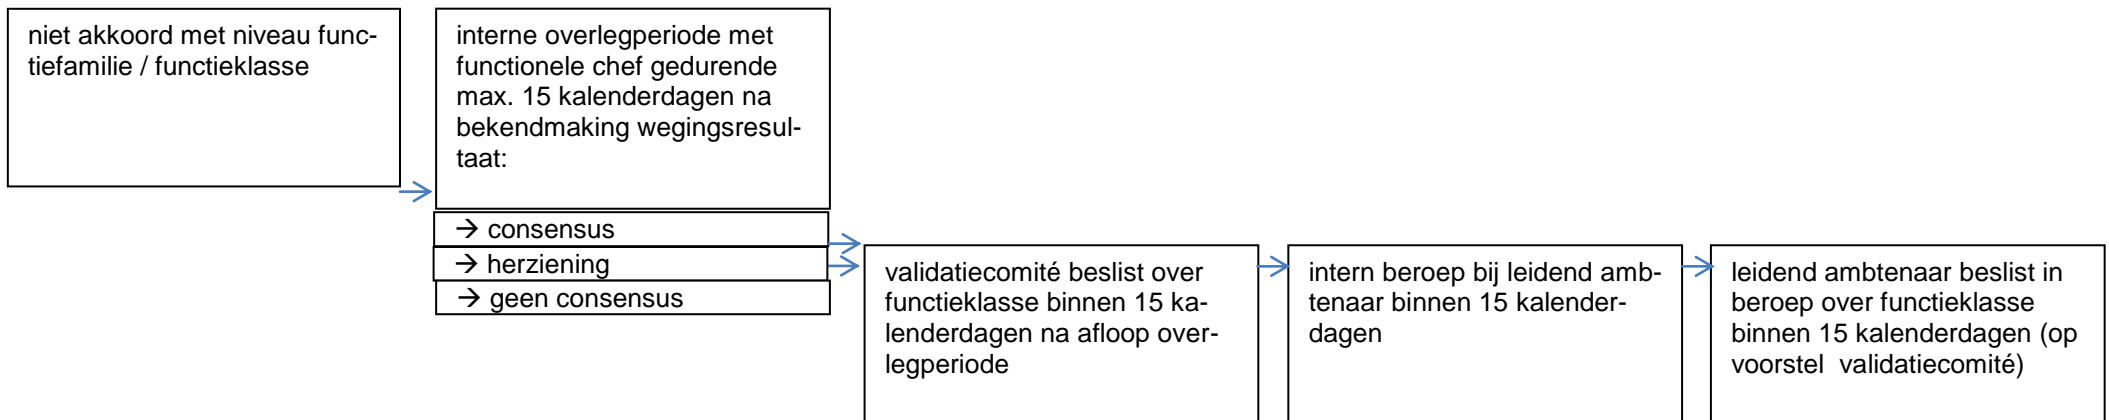 niet akkoord met niveau func-
tiefamilie / functieklasse
interne overlegperiode met
functionele chef gedurende
max. 15 kalenderdagen na
bekendmaking wegingsresul-
taat:
→ consensus
→ herziening
→ geen consensus
validatiecomité beslist over
functieklasse binnen 15 ka-
lenderdagen na afloop over-
legperiode
intern beroep bij leidend amb-
tenaar binnen 15 kalender-
dagen
leidend ambtenaar beslist in
beroep over functieklasse
binnen 15 kalenderdagen (op
voorstel validatiecomité)